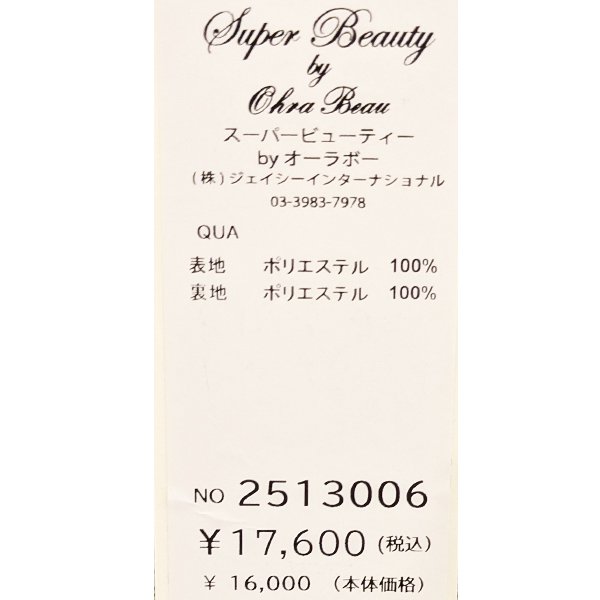 Super Beauty
by
Ohra Beau
スーパービューティー
by オーラボー
(株)ジェイシーインターナショナル
03-3983-7978
QUA
表地 ポリエステル 100%
裏地 ポリエステル 100%
NO 2513006
¥17,600 (税込)
¥ 16,000 (本体価格)